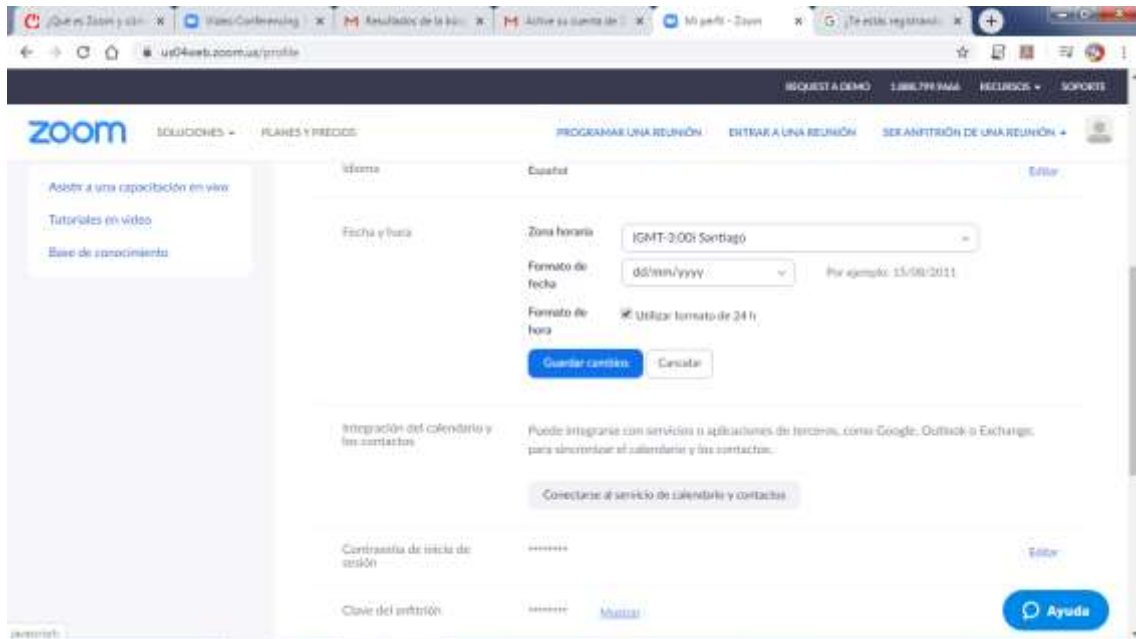 ¿Qué es Zoom y
Video Conferencing
Resultados de la
Active su cuenta de
Mi perfil - Zoom
¿Te estás registrando
us04web.zoom.us/profile
REQUEST A DEMO 1.888.799.9666 RECURSOS SOPORTE
zoom SOLUCIONES PLANES Y PRECIOS PROGRAMAR UNA REUNIÓN ENTRAR A UNA REUNIÓN SER ANFITRIÓN DE UNA REUNIÓN
Asistir a una capacitación en vivo
Tutoriales en video
Base de conocimiento
Idioma Español Editar
Fecha y hora Zona horaria (GMT-3:00) Santiago
Formato de fecha dd/mm/yyyy Por ejemplo: 15/08/2011
Formato de hora Utilizar formato de 24 h
Guardar cambios Cancelar
Integración del calendario y
los contactos
Puede integrarse con servicios o aplicaciones de terceros, como Google, Outlook o Exchange,
para sincronizar el calendario y los contactos.
Conectarse al servicio de calendario y contactos
Contraseña de inicio de
sesión
******** Editar
Clave del anfitrión ******** Mostrar
Ayuda